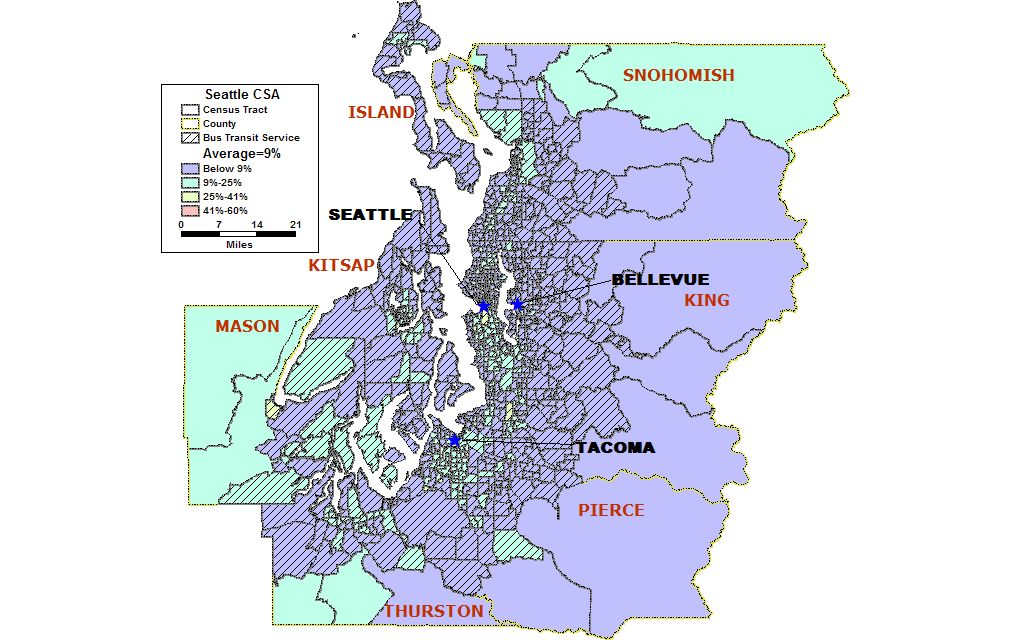 SNOHOMISH
Seattle CSA
Census Tract
County
Bus Transit Service
Average=9%
Below 9%
9%-25%
25%-41%
41%-60%
0 7 14 21
Miles
ISLAND
SEATTLE
KITSAP
BELLEVUE
KING
MASON
TACOMA
PIERCE
THURSTON